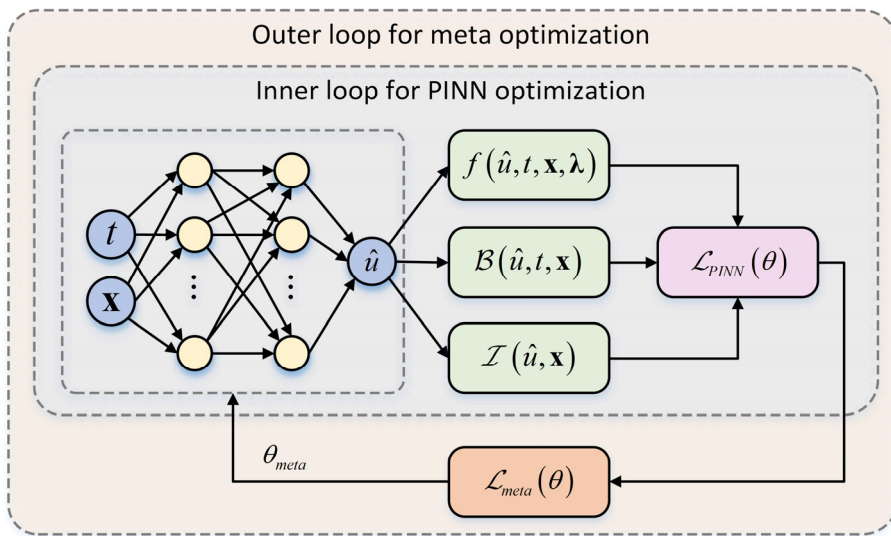 Outer loop for meta optimization
Inner loop for PINN optimization
t
x
⋮
⋮
û
f(û,t,x,λ)
B(û,t,x)
I(û,x)
L_PINN(θ)
θ_meta
L_meta(θ)